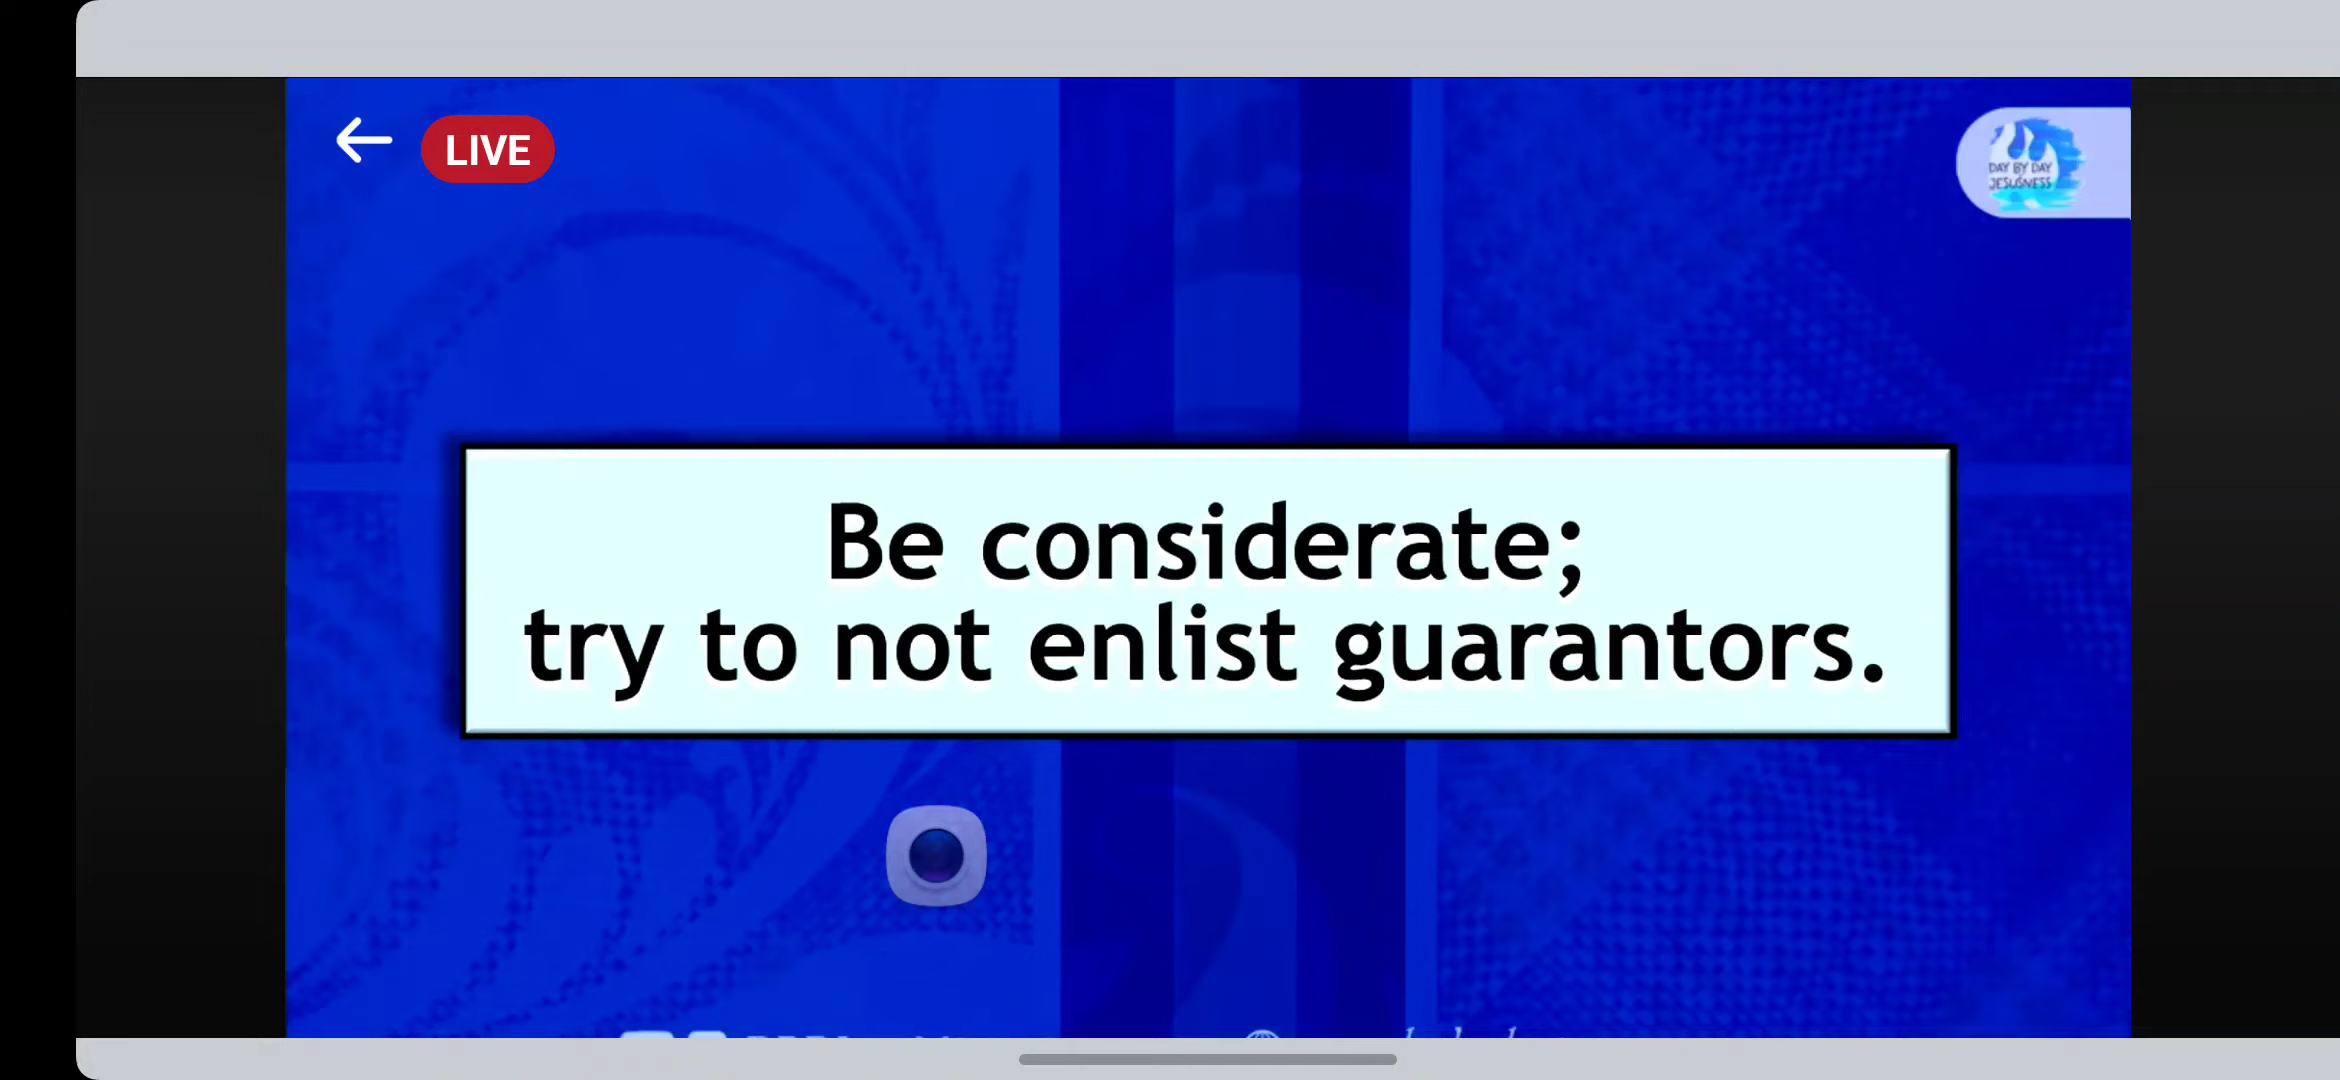 LIVE
DAY BY DAY
JESUSNESS
Be considerate;
try to not enlist guarantors.